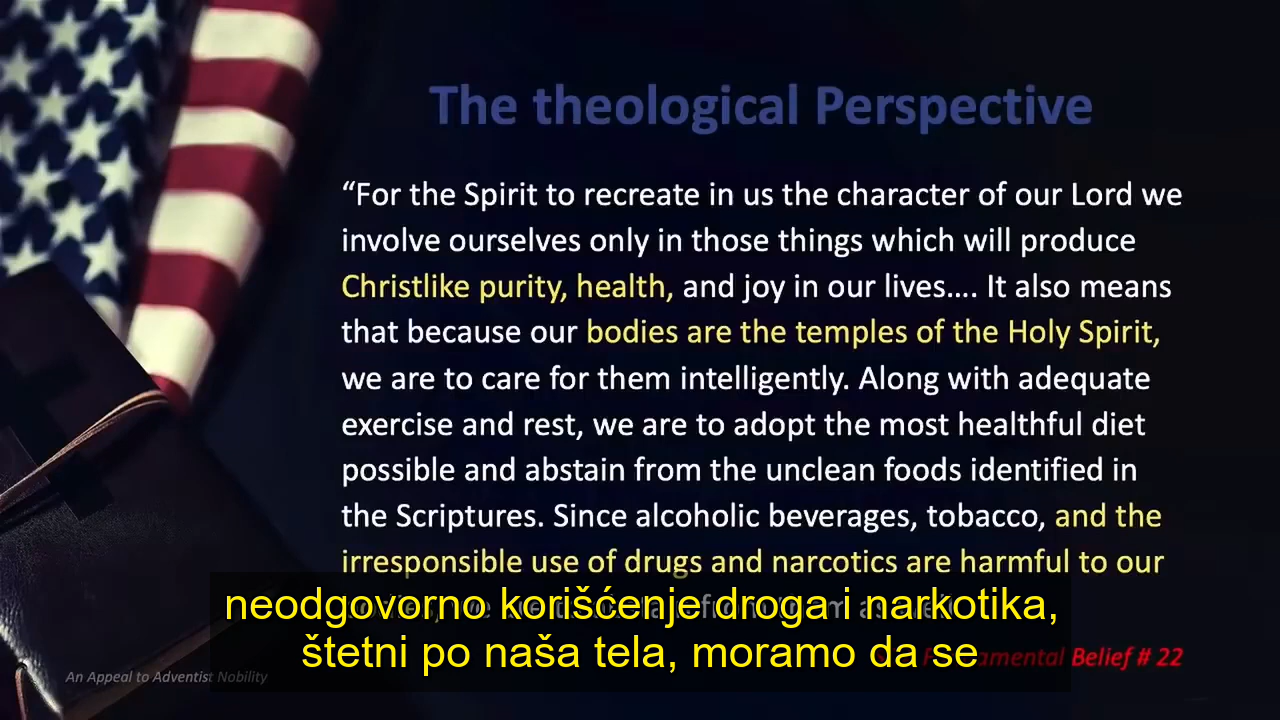 The theological Perspective
“For the Spirit to recreate in us the character of our Lord we
involve ourselves only in those things which will produce
Christlike purity, health, and joy in our lives…. It also means
that because our bodies are the temples of the Holy Spirit,
we are to care for them intelligently. Along with adequate
exercise and rest, we are to adopt the most healthful diet
possible and abstain from the unclean foods identified in
the Scriptures. Since alcoholic beverages, tobacco, and the
irresponsible use of drugs and narcotics are harmful to our
neodgovorno korišćenje droga i narkotika,
štetni po naša tela, moramo da se
Belief # 22
An Appeal to Adventist Nobility